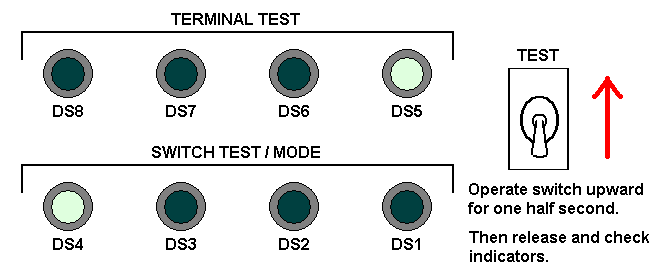 TERMINAL TEST
DS8 DS7 DS6 DS5
SWITCH TEST / MODE
DS4 DS3 DS2 DS1
TEST
Operate switch upward
for one half second.
Then release and check
indicators.